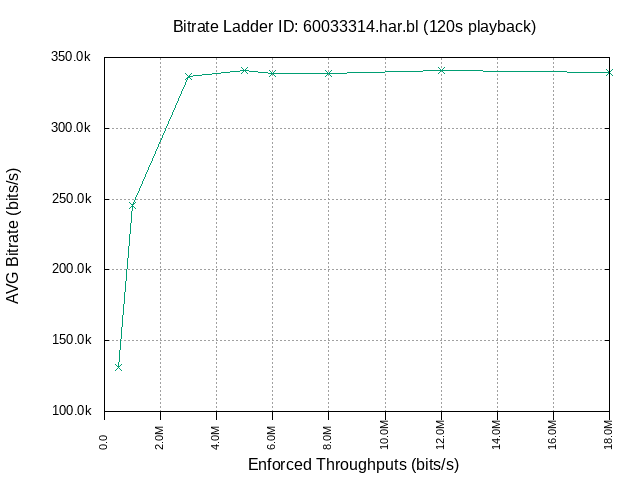 Bitrate Ladder ID: 60033314.har.bl (120s playback)
350.0k
300.0k
250.0k
200.0k
150.0k
100.0k
AVG Bitrate (bits/s)
0.0
2.0M
4.0M
6.0M
8.0M
10.0M
12.0M
14.0M
16.0M
18.0M
Enforced Throughputs (bits/s)